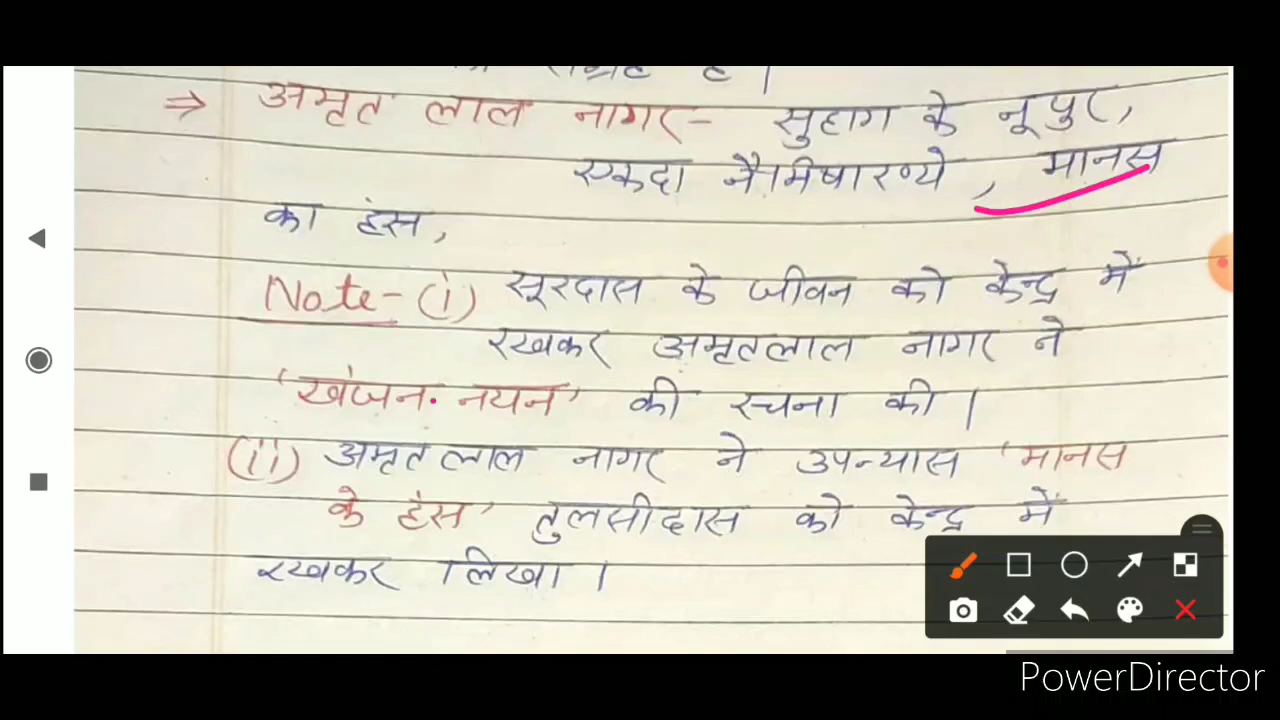 संग्रह है।
⇒ अमृत लाल नागर- सुहाग के नूपुर,
एकदा नैमिषारण्ये, मानस
का हंस,
Note-(i) सूरदास के जीवन को केन्द्र में
रखकर अमृतलाल नागर ने
'खंजन नयन' की रचना की।
(ii) अमृतलाल नागर ने उपन्यास 'मानस
के हंस' तुलसीदास को केन्द्र में
रखकर लिखा।
PowerDirector